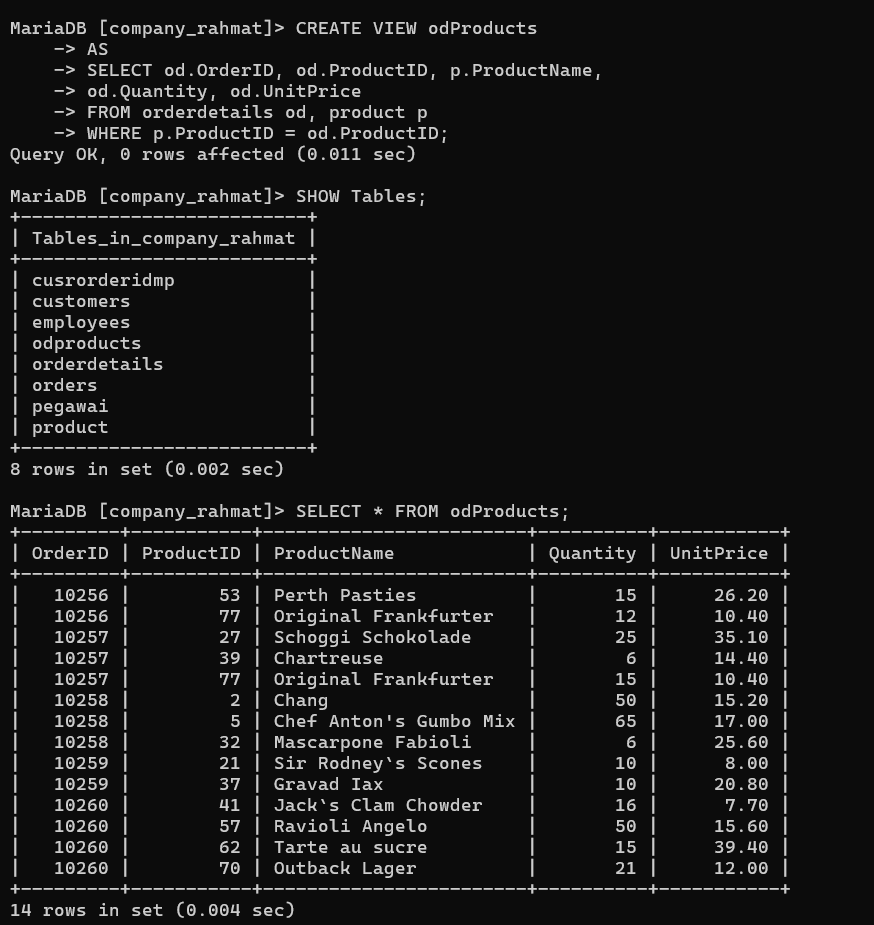 MariaDB [company_rahmat]> CREATE VIEW odProducts
    -> AS
    -> SELECT od.OrderID, od.ProductID, p.ProductName,
    -> od.Quantity, od.UnitPrice
    -> FROM orderdetails od, product p
    -> WHERE p.ProductID = od.ProductID;
Query OK, 0 rows affected (0.011 sec)

MariaDB [company_rahmat]> SHOW Tables;
+--------------------------+
| Tables_in_company_rahmat |
+--------------------------+
| cusrorderidmp            |
| customers                |
| employees                |
| odproducts               |
| orderdetails             |
| orders                   |
| pegawai                  |
| product                  |
+--------------------------+
8 rows in set (0.002 sec)

MariaDB [company_rahmat]> SELECT * FROM odProducts;
+---------+-----------+------------------------+----------+-----------+
| OrderID | ProductID | ProductName            | Quantity | UnitPrice |
+---------+-----------+------------------------+----------+-----------+
|   10256 |        53 | Perth Pasties          |       15 |     26.20 |
|   10256 |        77 | Original Frankfurter   |       12 |     10.40 |
|   10257 |        27 | Schoggi Schokolade     |       25 |     35.10 |
|   10257 |        39 | Chartreuse             |        6 |     14.40 |
|   10257 |        77 | Original Frankfurter   |       15 |     10.40 |
|   10258 |         2 | Chang                  |       50 |     15.20 |
|   10258 |         5 | Chef Anton's Gumbo Mix |       65 |     17.00 |
|   10258 |        32 | Mascarpone Fabioli     |        6 |     25.60 |
|   10259 |        21 | Sir Rodney`s Scones    |       10 |      8.00 |
|   10259 |        37 | Gravad Iax             |       10 |     20.80 |
|   10260 |        41 | Jack`s Clam Chowder    |       16 |      7.70 |
|   10260 |        57 | Ravioli Angelo         |       50 |     15.60 |
|   10260 |        62 | Tarte au sucre         |       15 |     39.40 |
|   10260 |        70 | Outback Lager          |       21 |     12.00 |
+---------+-----------+------------------------+----------+-----------+
14 rows in set (0.004 sec)